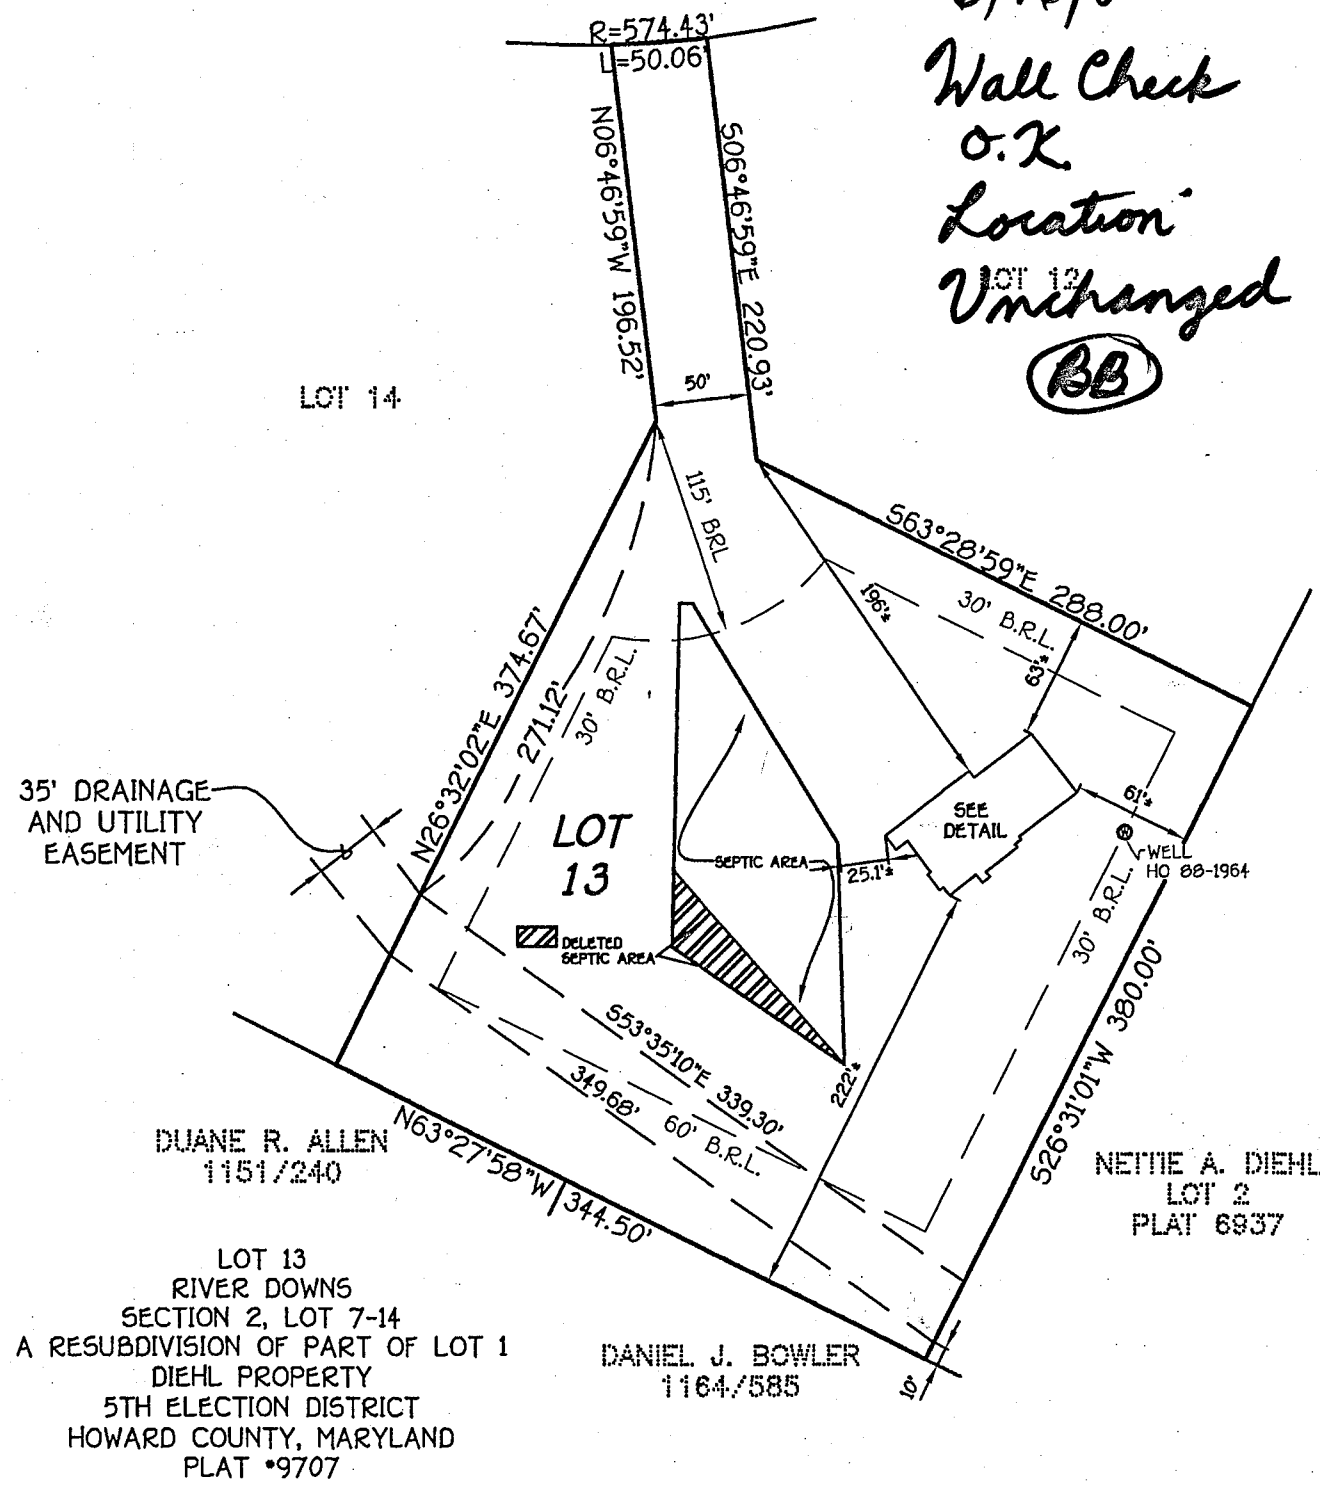 R=574.43'
L=50.06'
Wall Check
O.K.
Location
Unchanged
BB
LOT 12
N06°46'59"W 196.52'
S06°46'59"E 220.93'
50'
LOT 14
115' BRL
S63°28'59"E 288.00'
30' B.R.L.
196'±
63'±
N26°32'02"E 374.67'
271.12'
30' B.R.L.
35' DRAINAGE
AND UTILITY
EASEMENT
LOT
13
SEE
DETAIL
61'±
WELL
HO 88-1964
SEPTIC AREA
25.1'±
30' B.R.L.
DELETED
SEPTIC AREA
S53°35'10"E 339.30'
349.68'
60' B.R.L.
222'±
S26°31'01"W 380.00'
N63°27'58"W 344.50'
DUANE R. ALLEN
1151/240
NETTIE A. DIEHL
LOT 2
PLAT 6937
LOT 13
RIVER DOWNS
SECTION 2, LOT 7-14
A RESUBDIVISION OF PART OF LOT 1
DIEHL PROPERTY
5TH ELECTION DISTRICT
HOWARD COUNTY, MARYLAND
PLAT #9707
DANIEL J. BOWLER
1164/585
10'